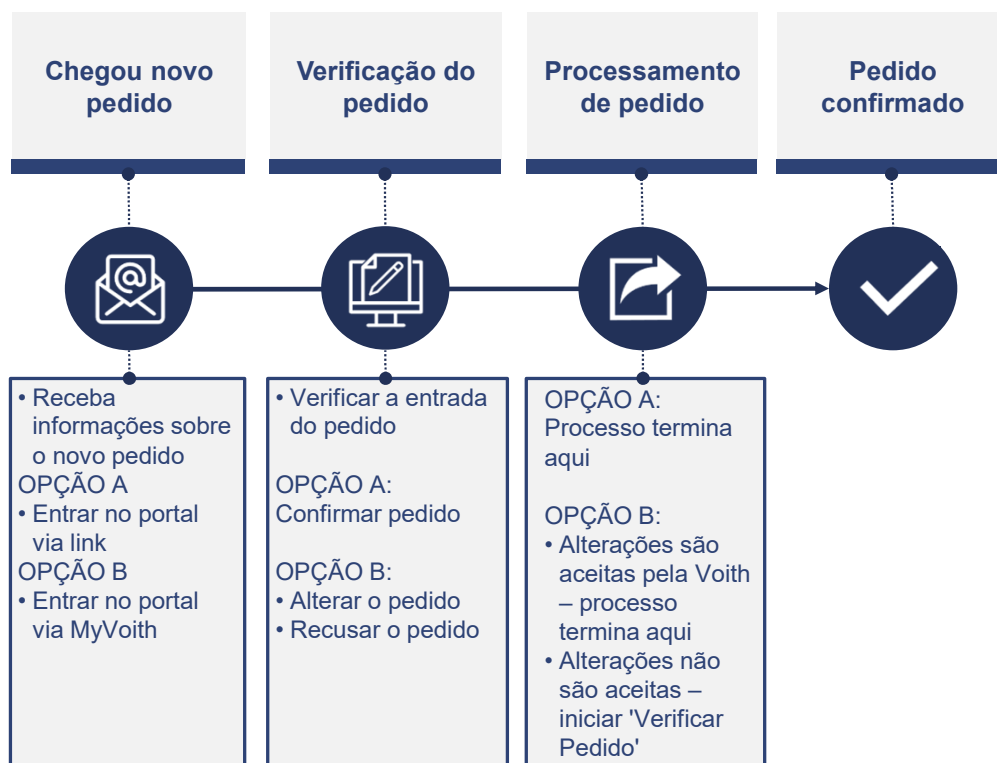 Chegou novo
pedido
Verificação do
pedido
Processamento
de pedido
Pedido
confirmado
• Receba
informações sobre
o novo pedido
OPÇÃO A
• Entrar no portal
via link
OPÇÃO B
• Entrar no portal
via MyVoith
• Verificar a entrada
do pedido
OPÇÃO A:
Confirmar pedido
OPÇÃO B:
• Alterar o pedido
• Recusar o pedido
OPÇÃO A:
Processo termina
aqui
OPÇÃO B:
• Alterações são
aceitas pela Voith
– processo
termina aqui
• Alterações não
são aceitas –
iniciar 'Verificar
Pedido'